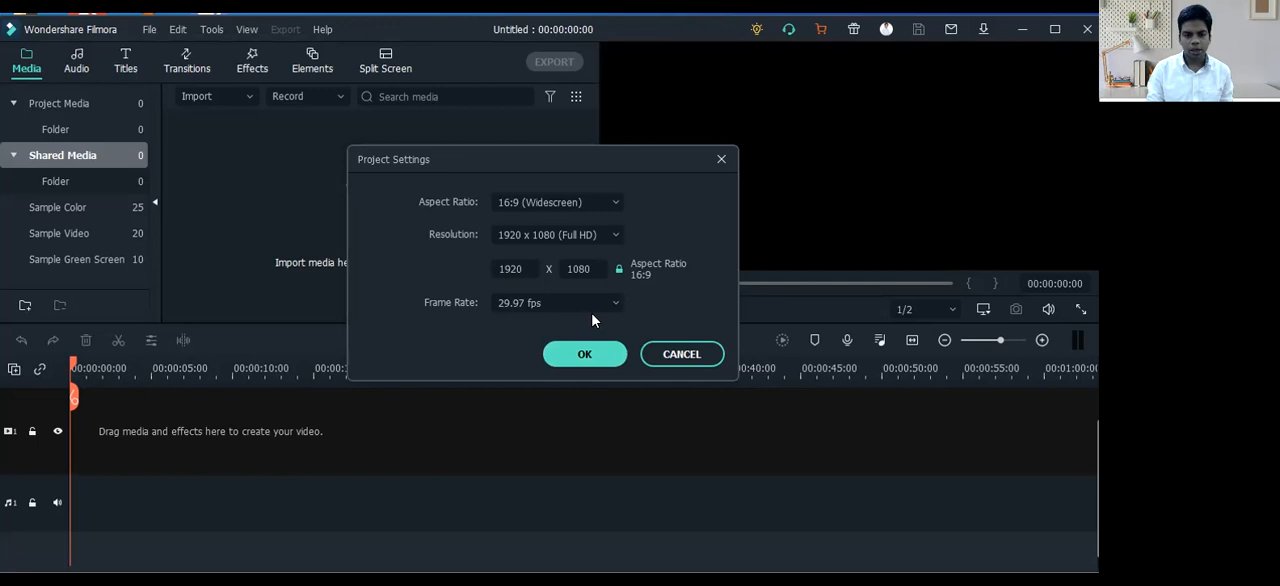 Wondershare Filmora File Edit Tools View Export Help Untitled : 00:00:00:00
Media Audio Titles Transitions Effects Elements Split Screen EXPORT
Project Media 0
Folder 0
Shared Media 0
Folder 0
Sample Color 25
Sample Video 20
Sample Green Screen 10
Import Record Search media
Import media he
Project Settings
Aspect Ratio: 16:9 (Widescreen)
Resolution: 1920 x 1080 (Full HD)
1920 X 1080 Aspect Ratio
16:9
Frame Rate: 29.97 fps
OK CANCEL
{ } 00:00:00:00
1/2
00:00:00:00 00:00:05:00 00:00:10:00 00:00:1 00:40:00 00:00:45:00 00:00:50:00 00:00:55:00 00:01:00:0
1 Drag media and effects here to create your video.
1